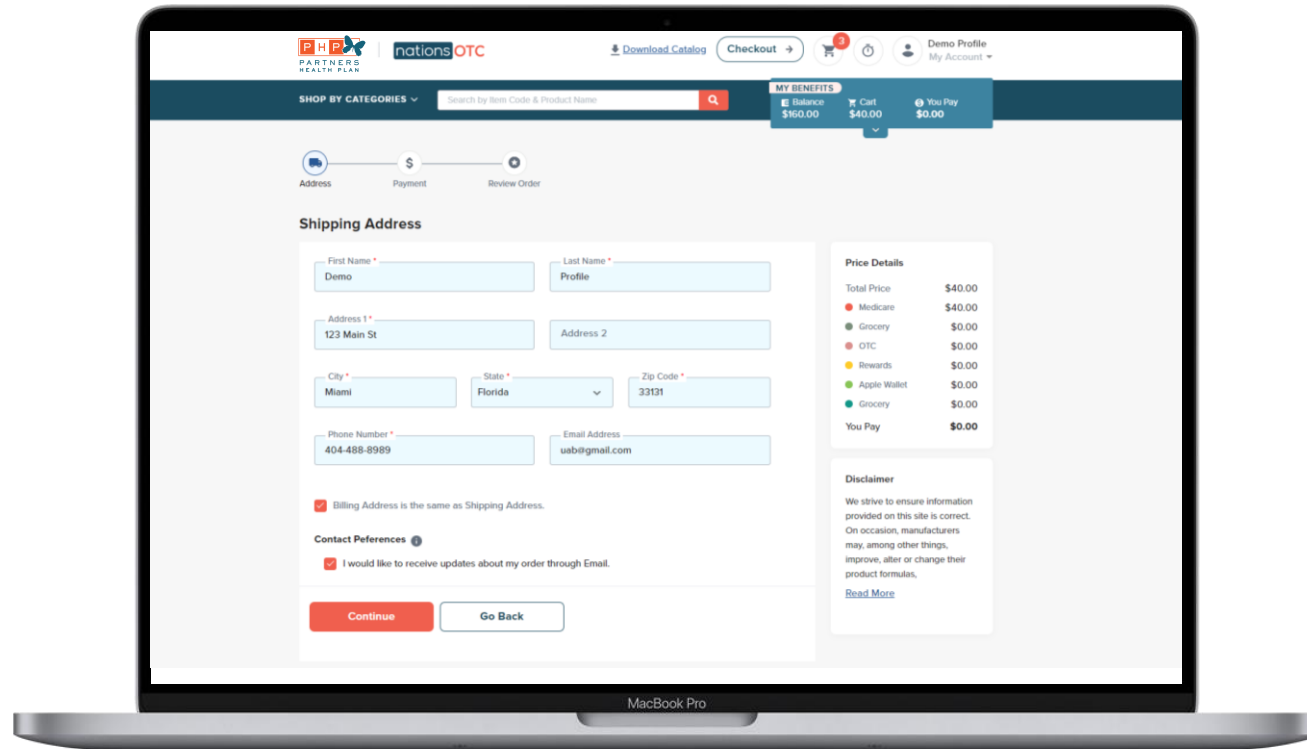 PHP
PARTNERS
HEALTH PLAN
nations OTC
Download Catalog
Checkout
3
Demo Profile
My Account
SHOP BY CATEGORIES
Search by Item Code & Product Name
MY BENEFITS
Balance
$160.00
Cart
$40.00
You Pay
$0.00
Address
$
Payment
Review Order
Shipping Address
First Name *
Demo
Last Name *
Profile
Address 1 *
123 Main St
Address 2
City *
Miami
State *
Florida
Zip Code *
33131
Phone Number *
404-488-8989
Email Address
uab@gmail.com
Billing Address is the same as Shipping Address.
Contact Peferences
I would like to receive updates about my order through Email.
Continue
Go Back
Price Details
Total Price $40.00
Medicare $40.00
Grocery $0.00
OTC $0.00
Rewards $0.00
Apple Wallet $0.00
Grocery $0.00
You Pay $0.00
Disclaimer
We strive to ensure information
provided on this site is correct.
On occasion, manufacturers
may, among other things,
improve, alter or change their
product formulas,
Read More
MacBook Pro